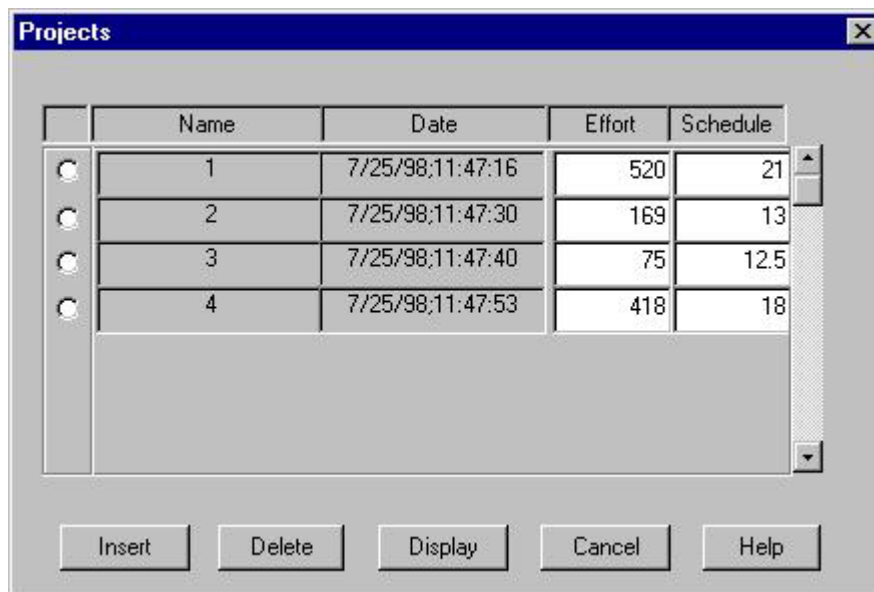 Projects
Name Date Effort Schedule
1 7/25/98;11:47:16 520 21
2 7/25/98;11:47:30 169 13
3 7/25/98;11:47:40 75 12.5
4 7/25/98;11:47:53 418 18
Insert Delete Display Cancel Help